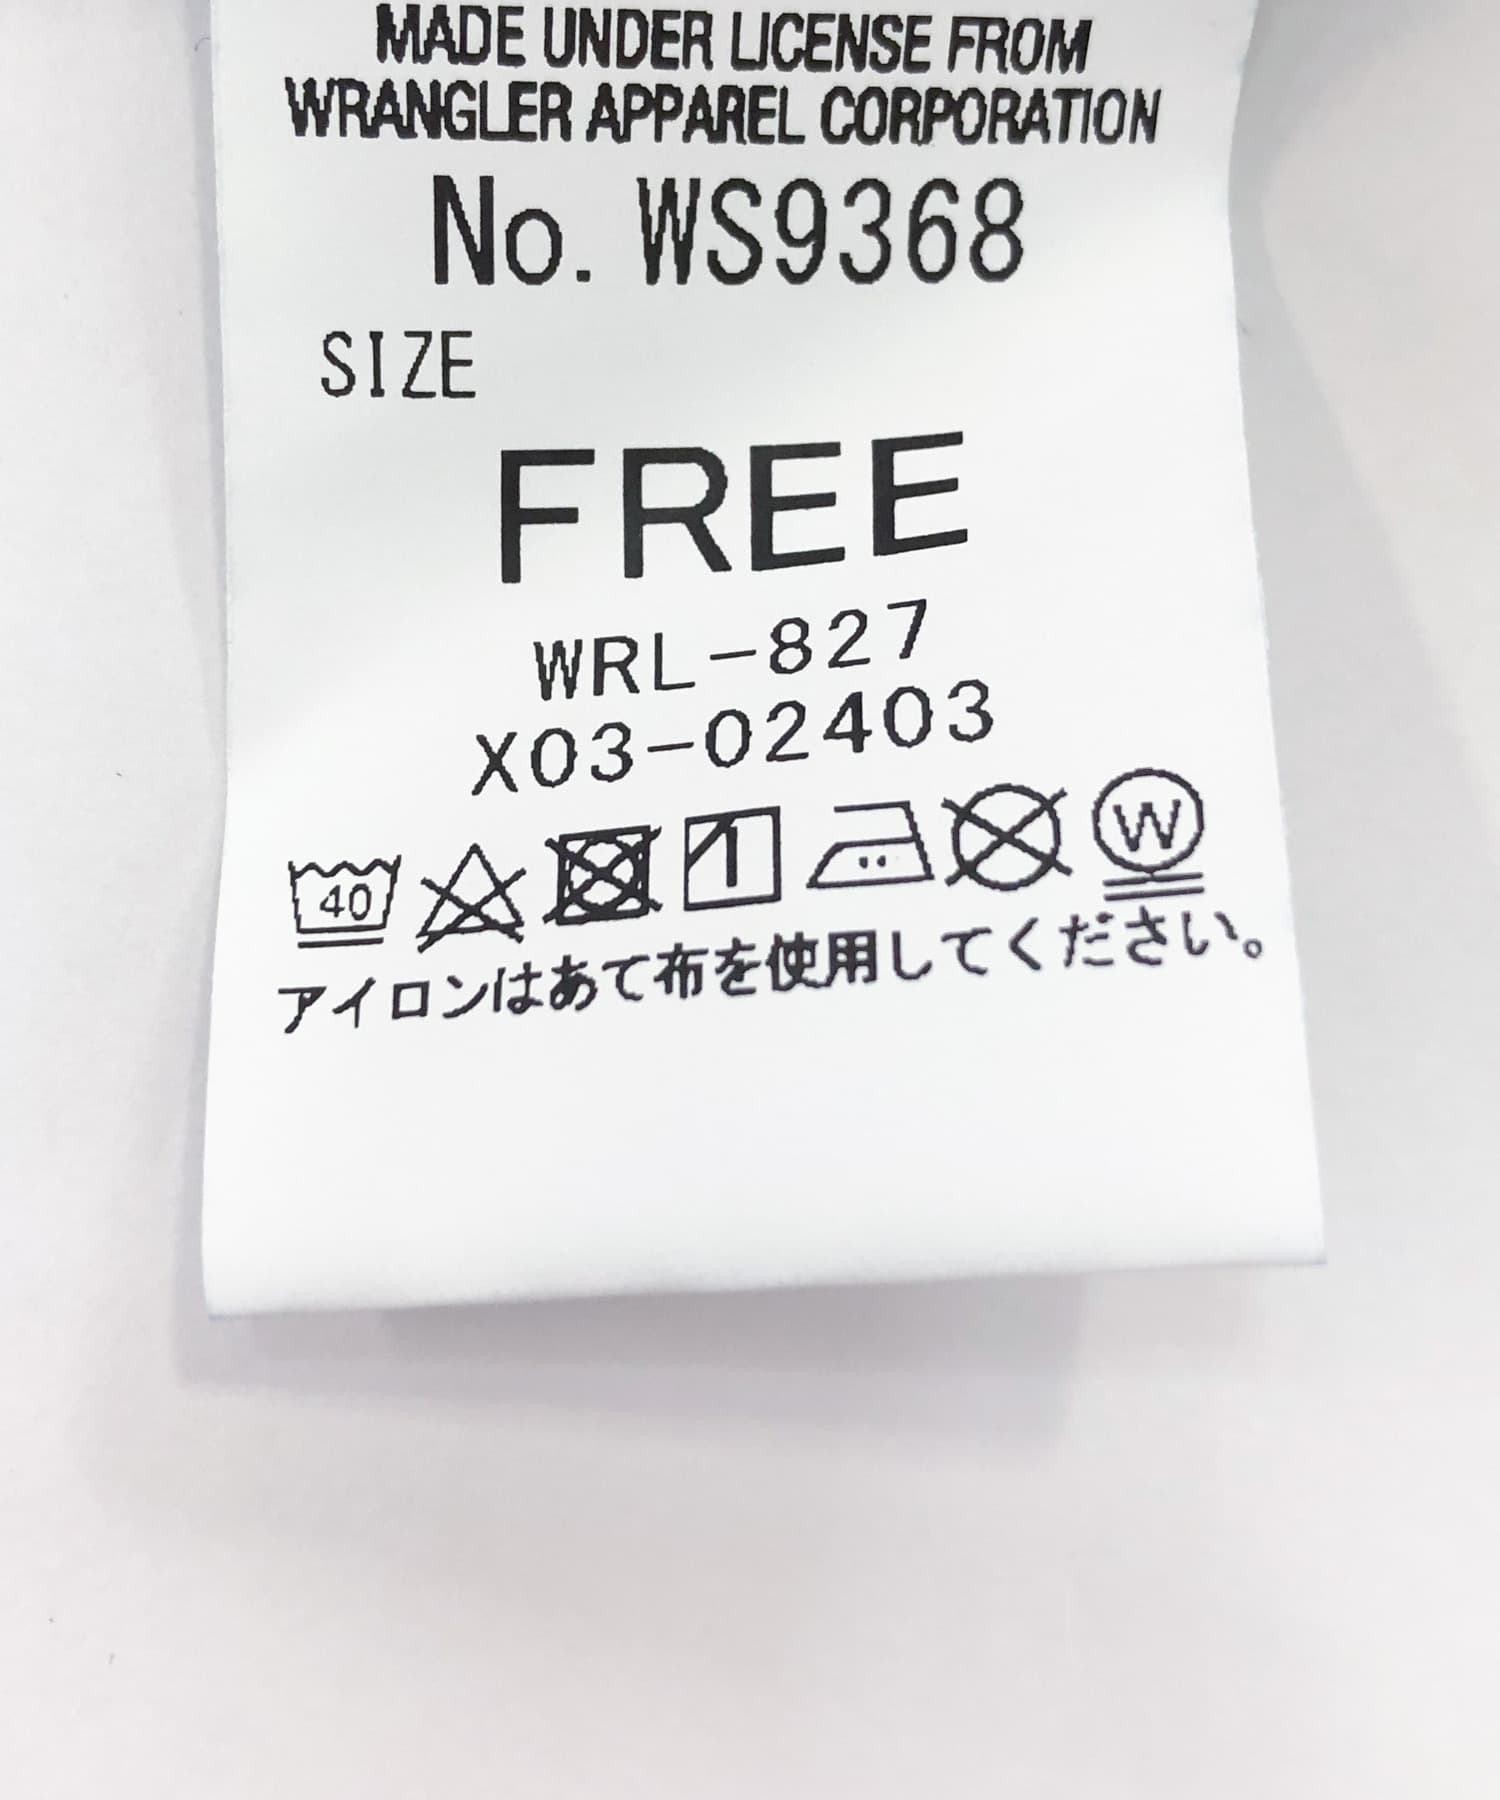 MADE UNDER LICENSE FROM
WRANGLER APPAREL CORPORATION
No. WS9368
SIZE
FREE
WRL-827
X03-02403
40
W
アイロンはあて布を使用してください。